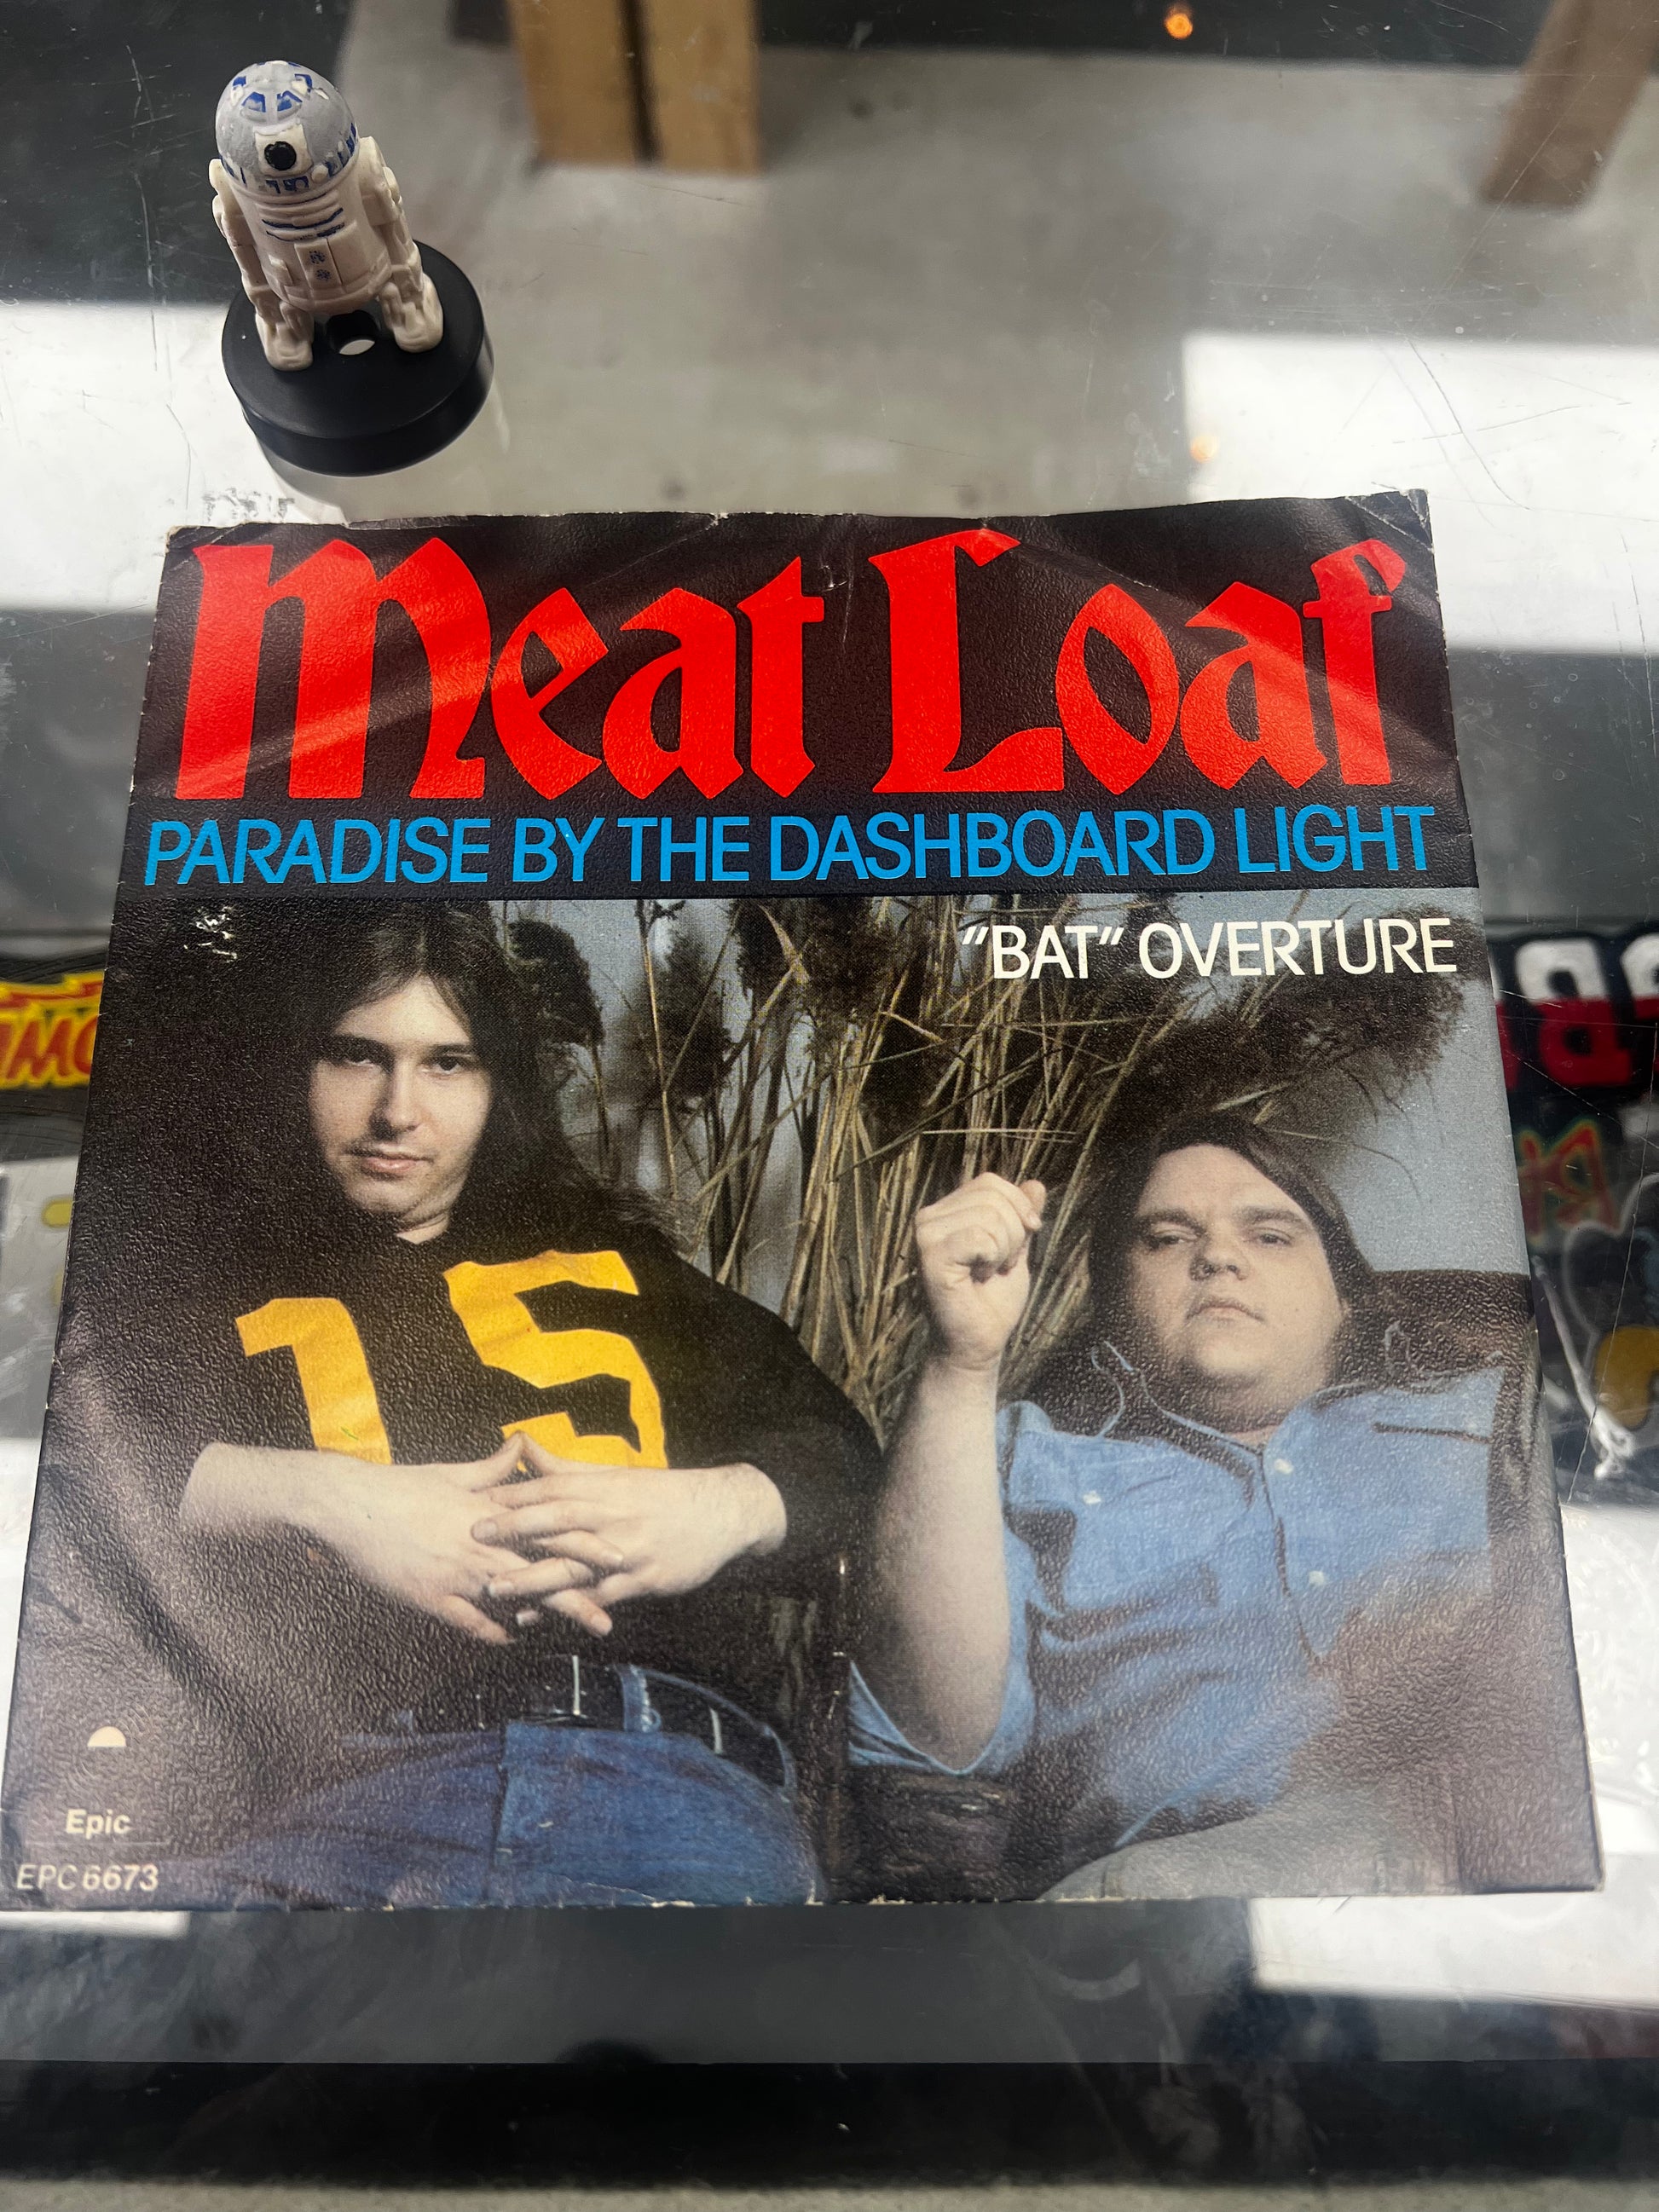 Meat Loaf
PARADISE BY THE DASHBOARD LIGHT
"BAT" OVERTURE
15
Epic
EPC 6673